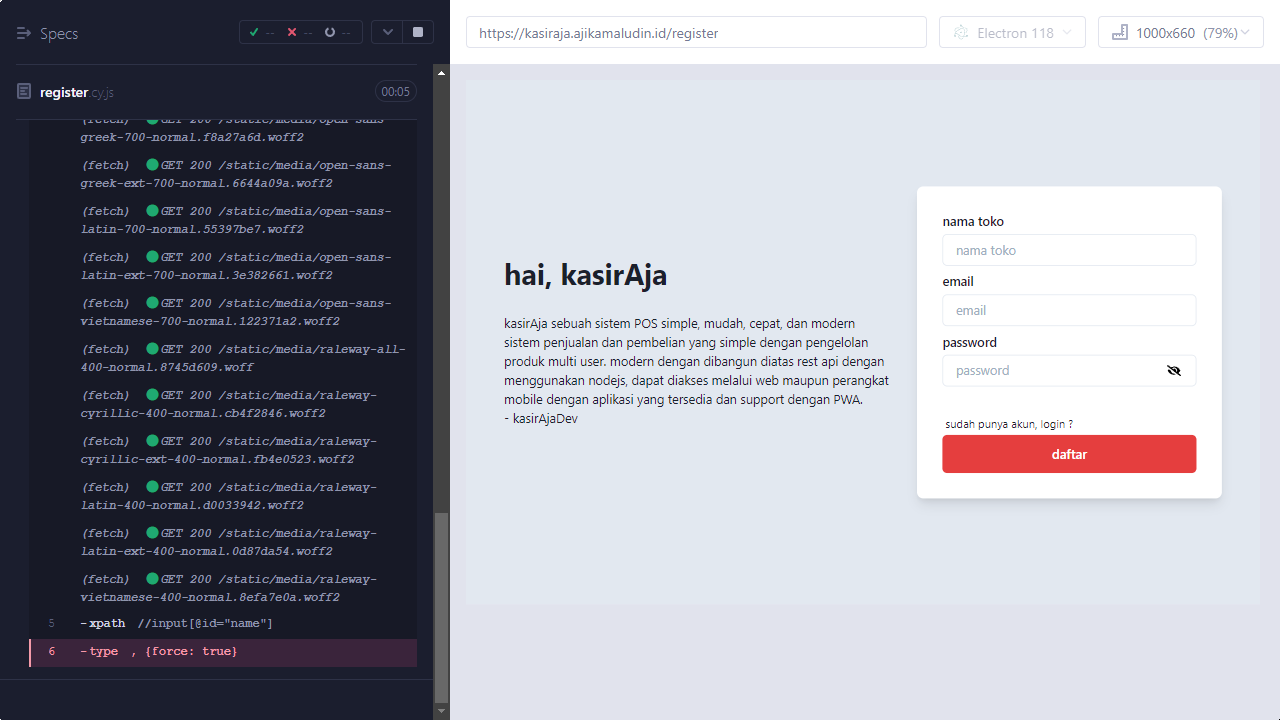 Specs
--
--
--
register.cy.js
00:05
(fetch) GET 200 /static/media/open-sans-
greek-700-normal.f8a27a6d.woff2
(fetch) GET 200 /static/media/open-sans-
greek-ext-700-normal.6644a09a.woff2
(fetch) GET 200 /static/media/open-sans-
latin-700-normal.55397be7.woff2
(fetch) GET 200 /static/media/open-sans-
latin-ext-700-normal.3e382661.woff2
(fetch) GET 200 /static/media/open-sans-
vietnamese-700-normal.122371a2.woff2
(fetch) GET 200 /static/media/raleway-all-
400-normal.8745d609.woff
(fetch) GET 200 /static/media/raleway-
cyrillic-400-normal.cb4f2846.woff2
(fetch) GET 200 /static/media/raleway-
cyrillic-ext-400-normal.fb4e0523.woff2
(fetch) GET 200 /static/media/raleway-
latin-400-normal.d0033942.woff2
(fetch) GET 200 /static/media/raleway-
latin-ext-400-normal.0d87da54.woff2
(fetch) GET 200 /static/media/raleway-
vietnamese-400-normal.8efa7e0a.woff2
5 -xpath //input[@id="name"]
6 -type , {force: true}
https://kasiraja.ajikamaludin.id/register
Electron 118
1000x660 (79%)
hai, kasirAja
kasirAja sebuah sistem POS simple, mudah, cepat, dan modern
sistem penjualan dan pembelian yang simple dengan pengelolan
produk multi user. modern dengan dibangun diatas rest api dengan
menggunakan nodejs, dapat diakses melalui web maupun perangkat
mobile dengan aplikasi yang tersedia dan support dengan PWA.
- kasirAjaDev
nama toko
nama toko
email
email
password
password
sudah punya akun, login ?
daftar